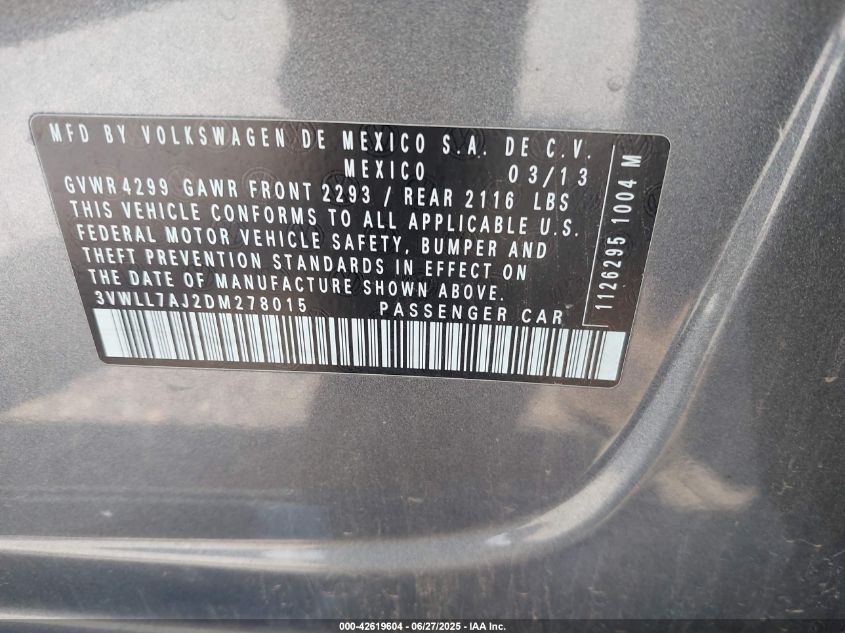 MFD BY VOLKSWAGEN DE MEXICO S.A. DE C.V.
MEXICO 03/13
GVWR 4299 GAWR FRONT 2293 / REAR 2116 LBS
THIS VEHICLE CONFORMS TO ALL APPLICABLE U.S.
FEDERAL MOTOR VEHICLE SAFETY, BUMPER AND
THEFT PREVENTION STANDARDS IN EFFECT ON
THE DATE OF MANUFACTURE SHOWN ABOVE.
3VWLL7AJ2DM278015 PASSENGER CAR
1126295 1004 M
000-42619604 - 06/27/2025 - IAA Inc.